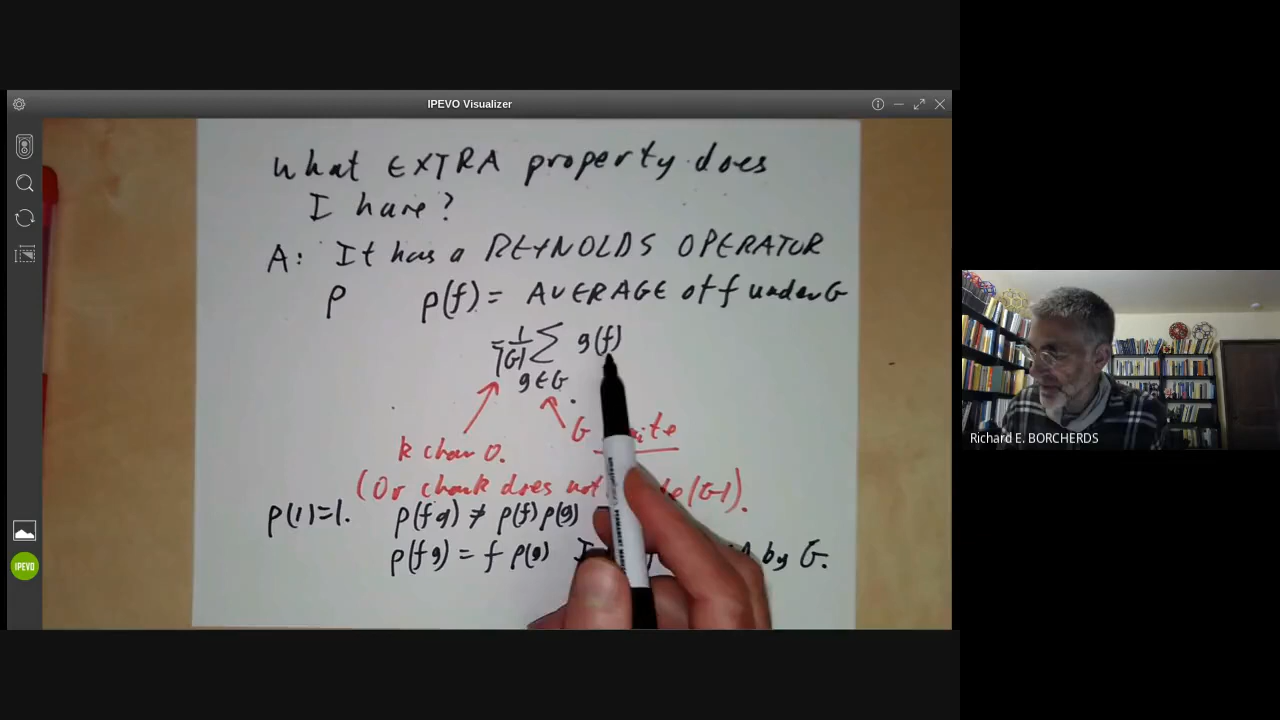 IPEVO Visualizer
What EXTRA property does
I have?
A: It has a REYNOLDS OPERATOR
ρ ρ(f) = AVERAGE of f under G
= 1/|G| ∑ g(f)
g ∈ G
G
k char 0.
(Or char k does not (G).
ρ(1)=1. ρ(fg) ≠ ρ(f) ρ(g)
ρ(fg) = f ρ(g) by G.
IPEVO
Richard E. BORCHERDS